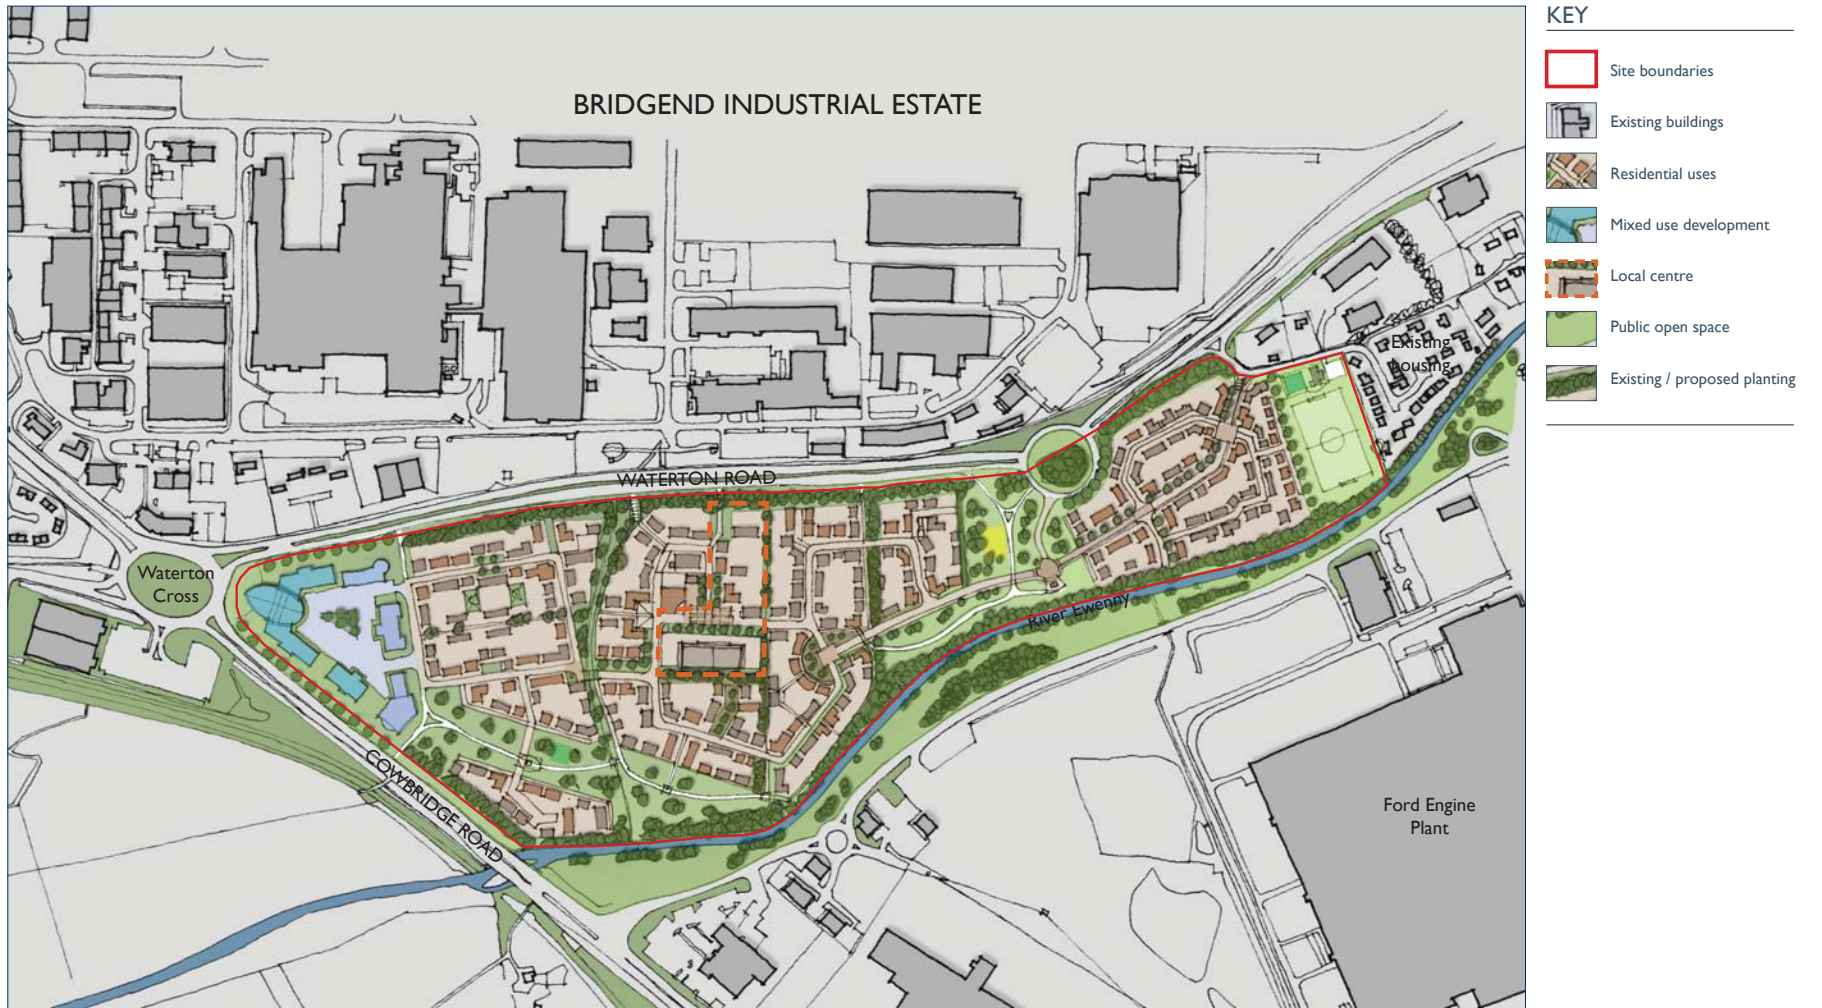 BRIDGEND INDUSTRIAL ESTATE
Existing
housing
WATERTON ROAD
Waterton
Cross
River Ewenny
COWBRIDGE ROAD
Ford Engine
Plant
KEY
Site boundaries
Existing buildings
Residential uses
Mixed use development
Local centre
Public open space
Existing / proposed planting